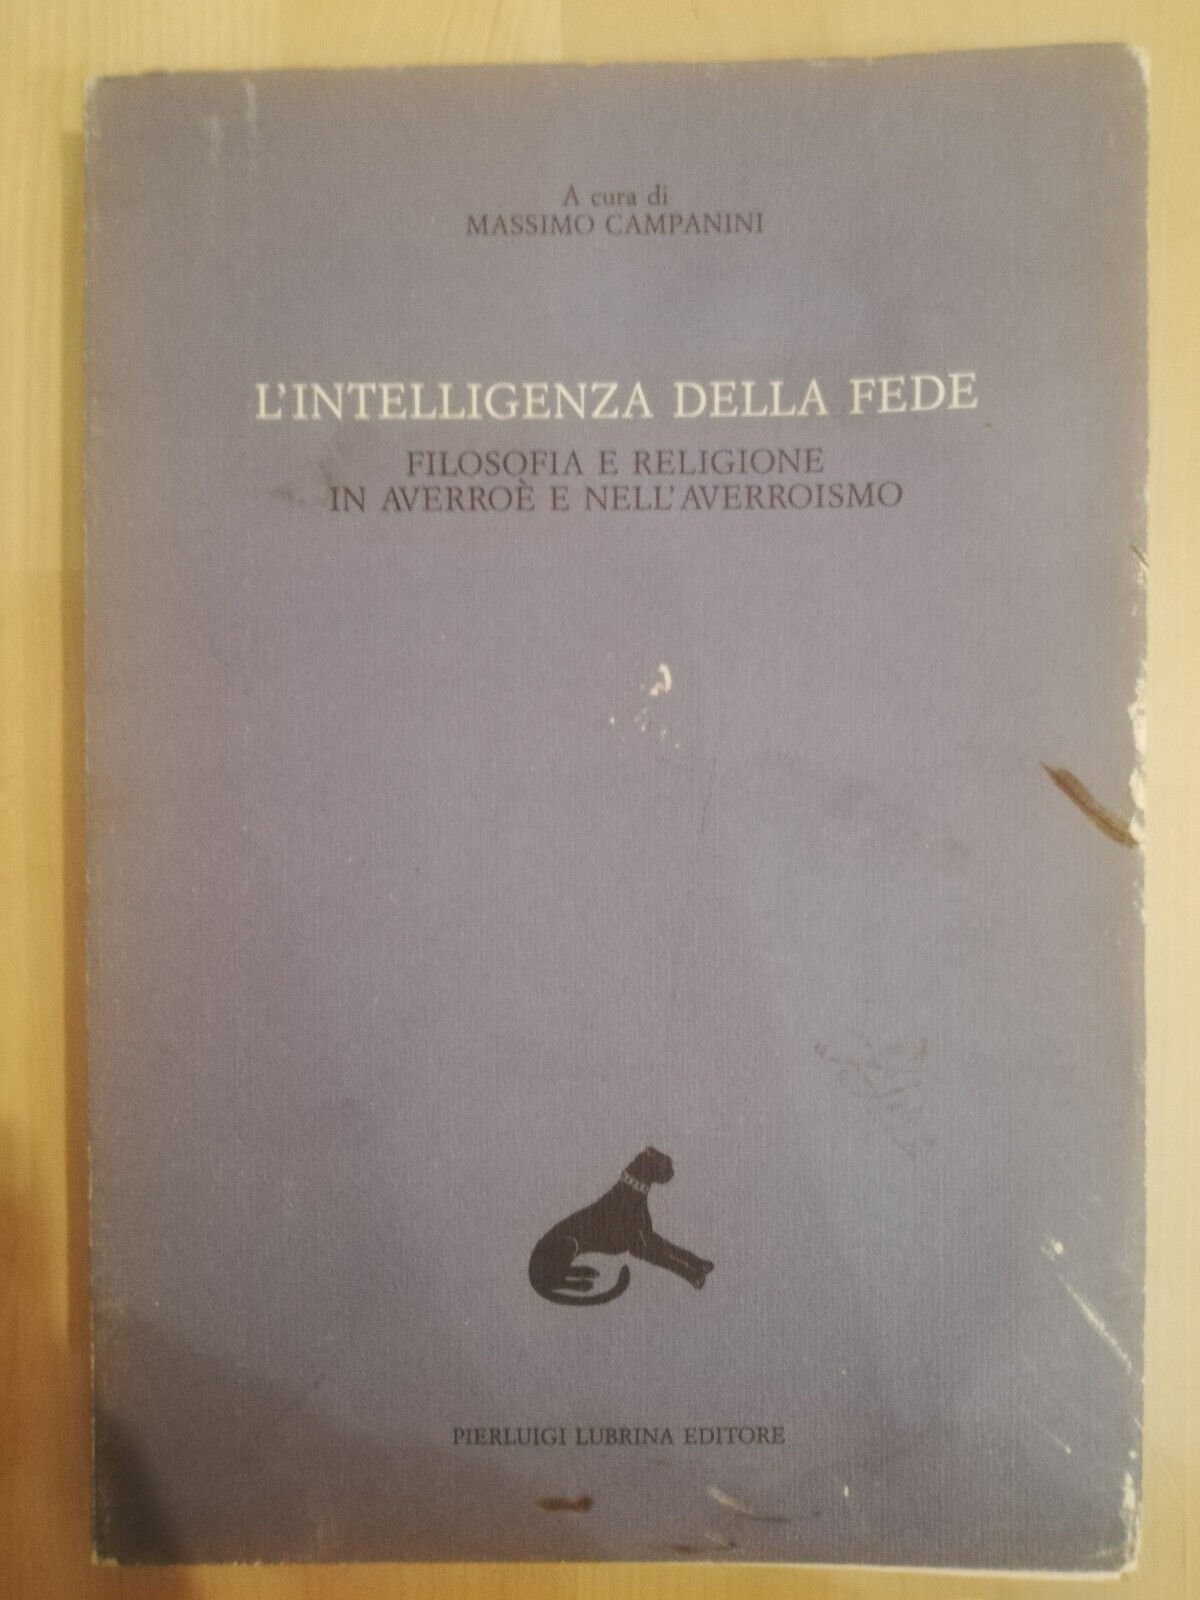 A cura di
MASSIMO CAMPANINI
L'INTELLIGENZA DELLA FEDE
FILOSOFIA E RELIGIONE
IN AVERROÈ E NELL'AVERROISMO
PIERLUIGI LUBRINA EDITORE